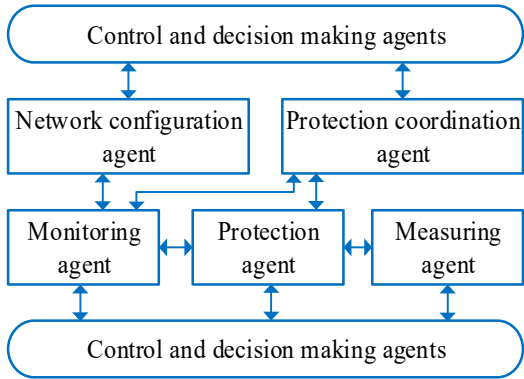 Control and decision making agents
Network configuration
agent
Protection coordination
agent
Monitoring
agent
Protection
agent
Measuring
agent
Control and decision making agents